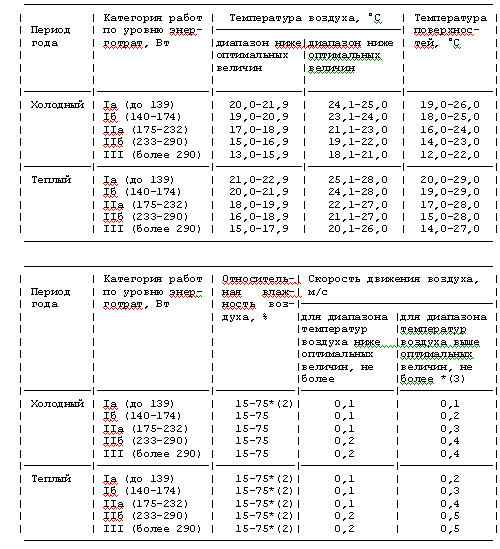 Период года | Категория работ по уровню энер- готрат, Вт | Температура воздуха, °С | Температура поверхнос- тей, °С
диапазон ниже оптимальных величин | диапазон ниже оптимальных величин
Холодный | Iа (до 139) | 20,0-21,9 | 24,1-25,0 | 19,0-26,0
Iб (140-174) | 19,0-20,9 | 23,1-24,0 | 18,0-25,0
IIа (175-232) | 17,0-18,9 | 21,1-23,0 | 16,0-24,0
IIб (233-290) | 15,0-16,9 | 19,1-22,0 | 14,0-23,0
III (более 290) | 13,0-15,9 | 18,1-21,0 | 12,0-22,0
Теплый | Iа (до 139) | 21,0-22,9 | 25,1-28,0 | 20,0-29,0
Iб (140-174) | 20,0-21,9 | 24,1-28,0 | 19,0-29,0
IIа (175-232) | 18,0-19,9 | 22,1-27,0 | 17,0-28,0
IIб (233-290) | 16,0-18,9 | 21,1-27,0 | 15,0-28,0
III (более 290) | 15,0-17,9 | 20,1-26,0 | 14,0-27,0
Период года | Категория работ по уровню энер- готрат, Вт | Относитель- ная влаж- ность воз- духа, % | Скорость движения воздуха, м/с
для диапазона температур воздуха ниже оптимальных величин, не более | для диапазона температур воздуха выше оптимальных величин, не более *(3)
Холодный | Iа (до 139) | 15-75*(2) | 0,1 | 0,1
Iб (140-174) | 15-75 | 0,1 | 0,2
IIа (175-232) | 15-75 | 0,1 | 0,3
IIб (233-290) | 15-75 | 0,2 | 0,4
III (более 290) | 15-75 | 0,2 | 0,4
Теплый | Iа (до 139) | 15-75*(2) | 0,1 | 0,2
Iб (140-174) | 15-75*(2) | 0,1 | 0,3
IIа (175-232) | 15-75*(2) | 0,1 | 0,4
IIб (233-290) | 15-75*(2) | 0,2 | 0,5
III (более 290) | 15-75*(2) | 0,2 | 0,5